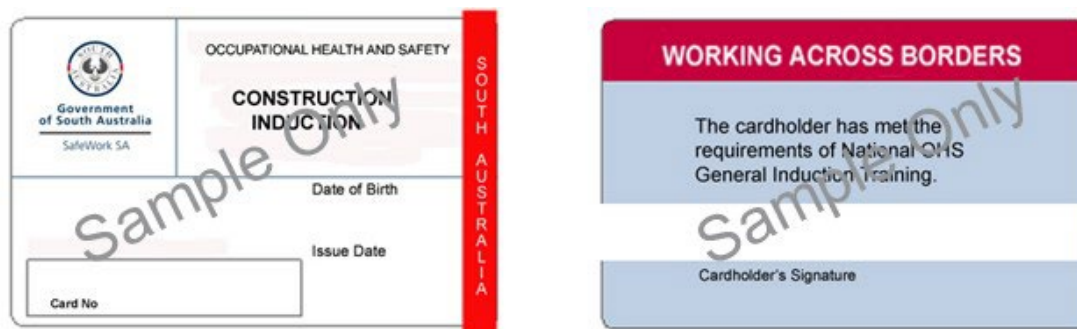 Government
of South Australia
SafeWork SA
OCCUPATIONAL HEALTH AND SAFETY
CONSTRUCTION
INDUCTION
Date of Birth
Issue Date
Card No
SOUTH AUSTRALIA
Sample Only
WORKING ACROSS BORDERS
The cardholder has met the
requirements of National OHS
General Induction Training.
Cardholder's Signature
Sample Only